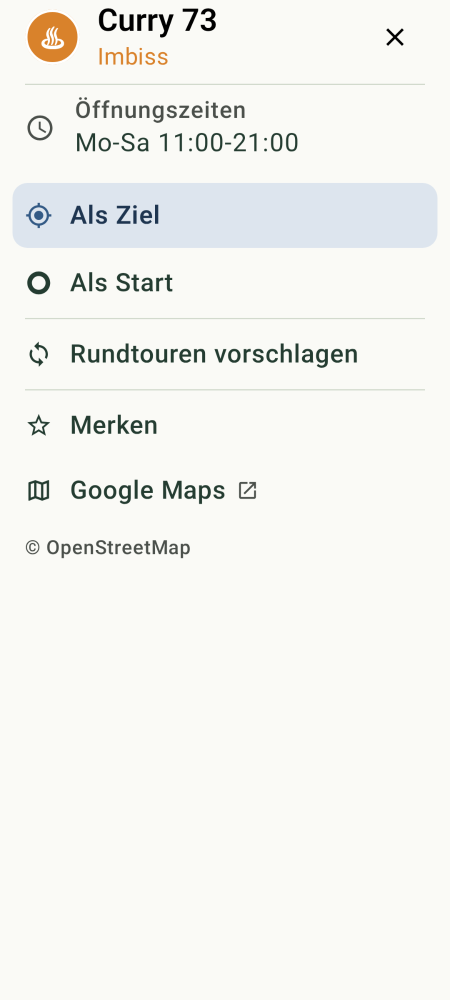 Curry 73
Imbiss
Öffnungszeiten
Mo-Sa 11:00-21:00
Als Ziel
Als Start
Rundtouren vorschlagen
Merken
Google Maps
© OpenStreetMap